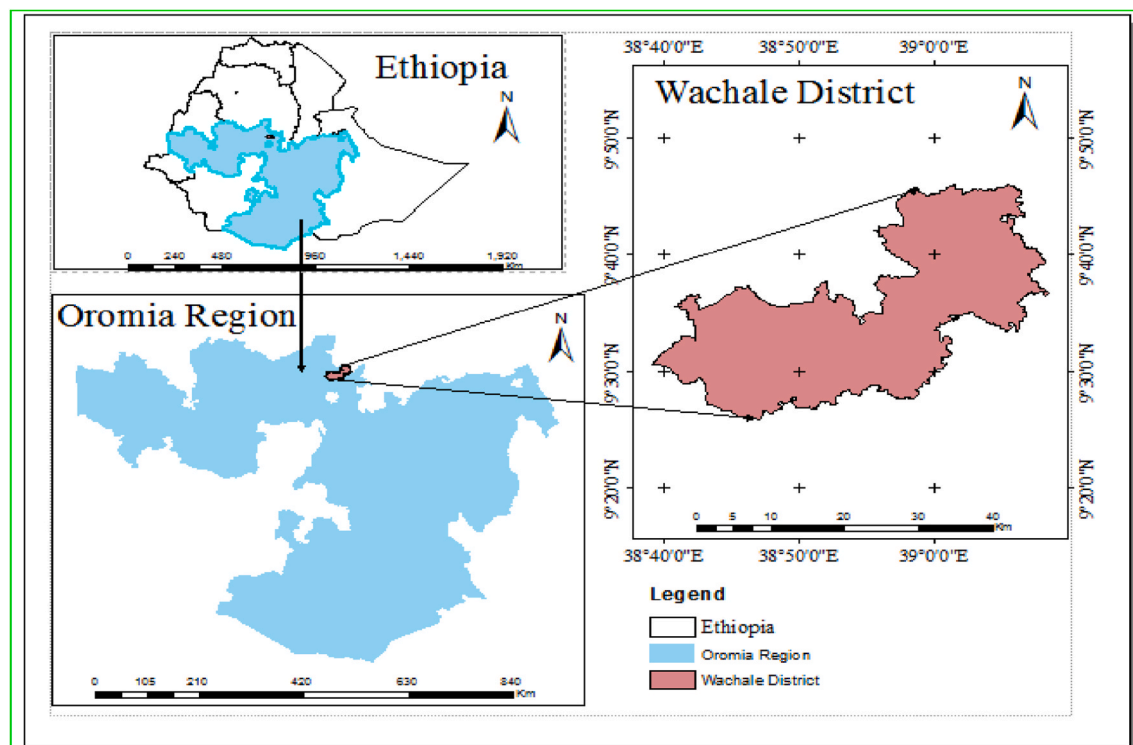 Ethiopia
N
0 240 480 960 1,440 1,920
Km
Oromia Region
N
0 105 210 420 630 840
Km
38°40'0"E 38°50'0"E 39°0'0"E
Wachale District
N
9°50'0"N 9°50'0"N
9°40'0"N 9°40'0"N
9°30'0"N 9°30'0"N
9°20'0"N 9°20'0"N
0 5 10 20 30 40
Km
38°40'0"E 38°50'0"E 39°0'0"E
Legend
Ethiopia
Oromia Region
Wachale District